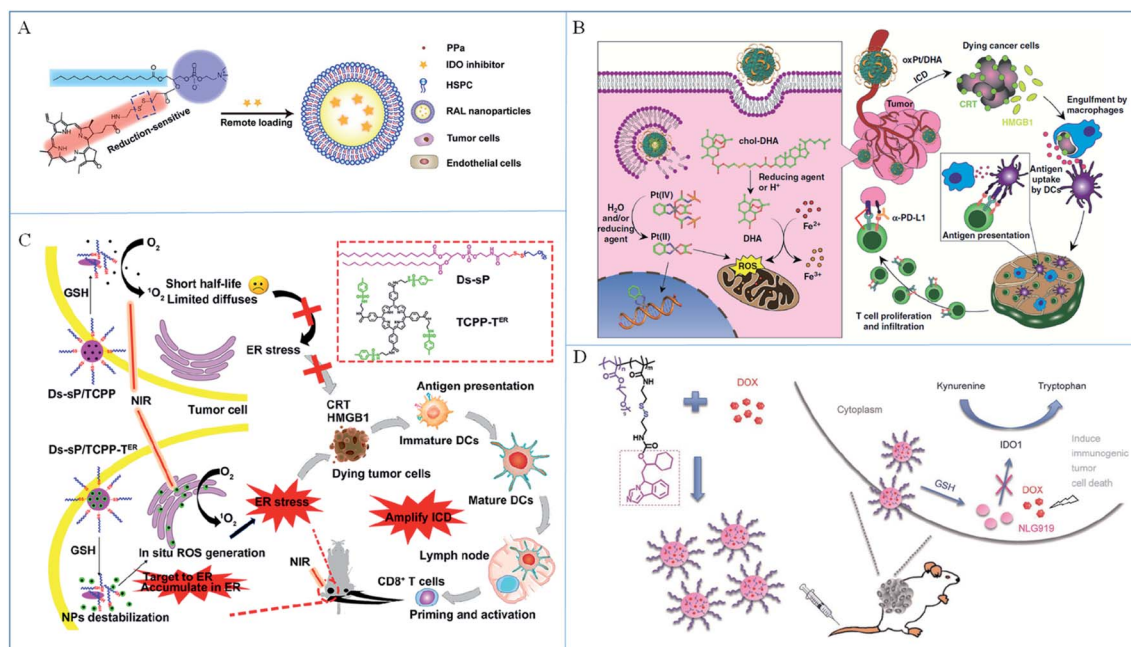 A
Reduction-sensitive
Remote loading
PPa
IDO inhibitor
HSPC
RAL nanoparticles
Tumor cells
Endothelial cells
B
oxPt/DHA
ICD
Dying cancer cells
CRT
HMGB1
Tumor
Engulfment by
macrophages
chol-DHA
Reducing agent
or H⁺
Pt(IV)
H₂O
and/or
reducing
agent
Pt(II)
DHA
Fe²⁺
Fe³⁺
ROS
Antigen
uptake
by DCs
α-PD-L1
Antigen presentation
T cell proliferation
and infiltration
C
O₂
GSH
¹O₂
Short half-life
Limited diffuses
ER stress
Ds-sP
TCPP-Tᴱᴿ
Ds-sP/TCPP
NIR
Tumor cell
CRT
HMGB1
Antigen presentation
Immature DCs
Dying tumor cells
Ds-sP/TCPP-Tᴱᴿ
O₂
¹O₂
ER stress
Mature DCs
Amplify ICD
GSH
In situ ROS generation
Target to ER
Accumulate in ER
NPs destabilization
NIR
Lymph node
CD8⁺ T cells
Priming and activation
D
DOX
Cytoplasm
Kynurenine
Tryptophan
IDO1
GSH
DOX
NLG919
Induce
immunogenic
tumor
cell death